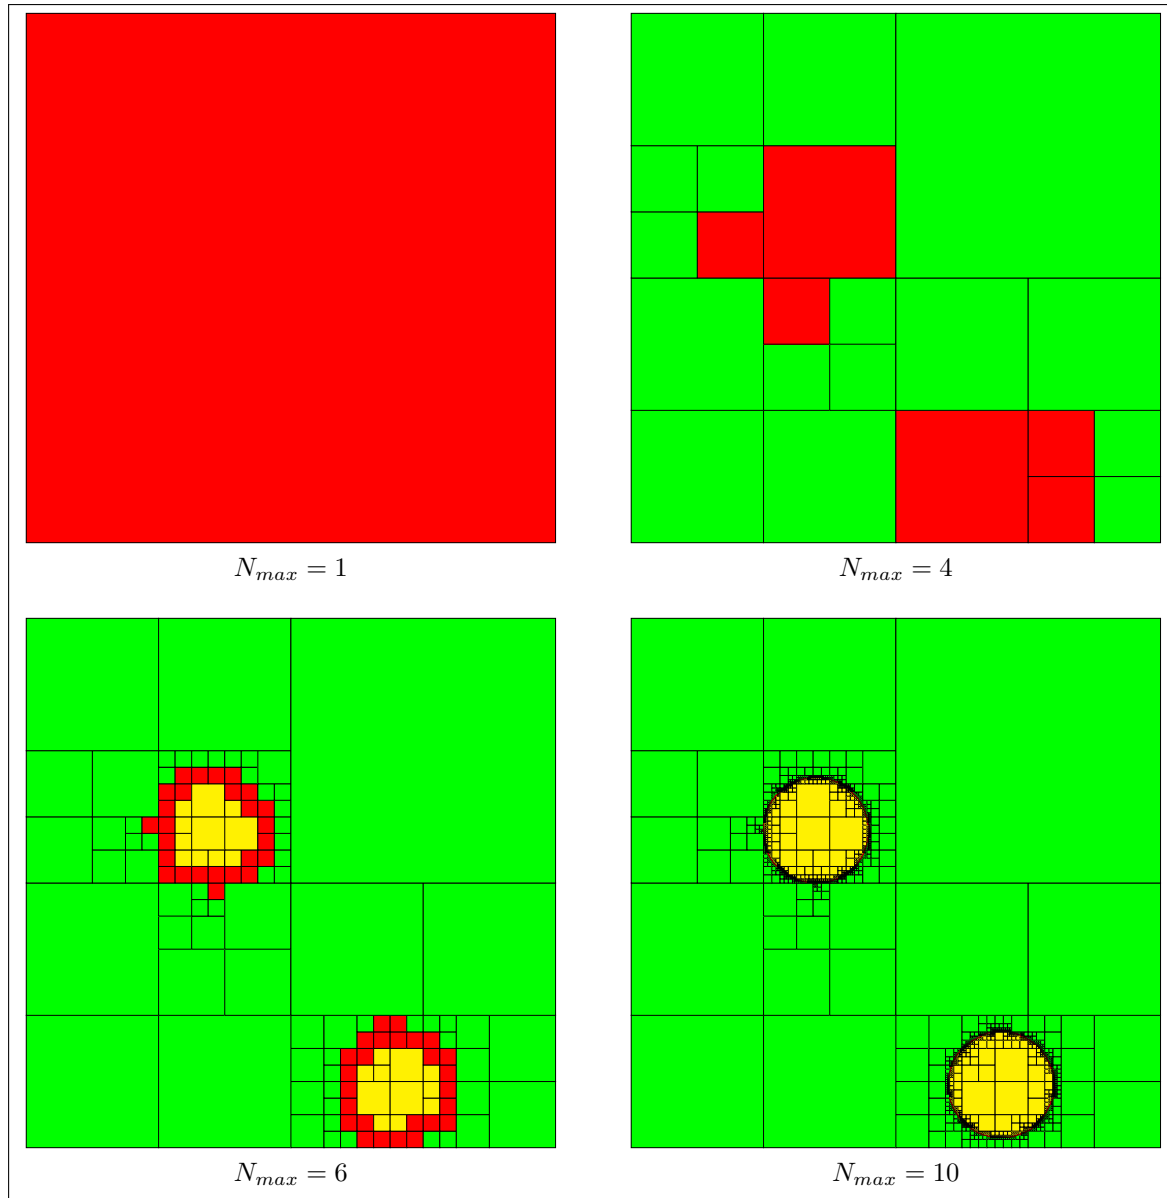 N_{max} = 1
N_{max} = 4
N_{max} = 6
N_{max} = 10